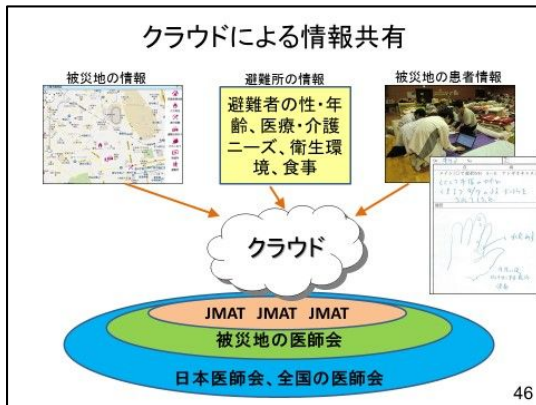 クラウドによる情報共有
被災地の情報
避難所の情報
被災地の患者情報
避難者の性・年
齢、医療・介護
ニーズ、衛生環
境、食事
クラウド
JMAT JMAT JMAT
被災地の医師会
日本医師会、全国の医師会
46